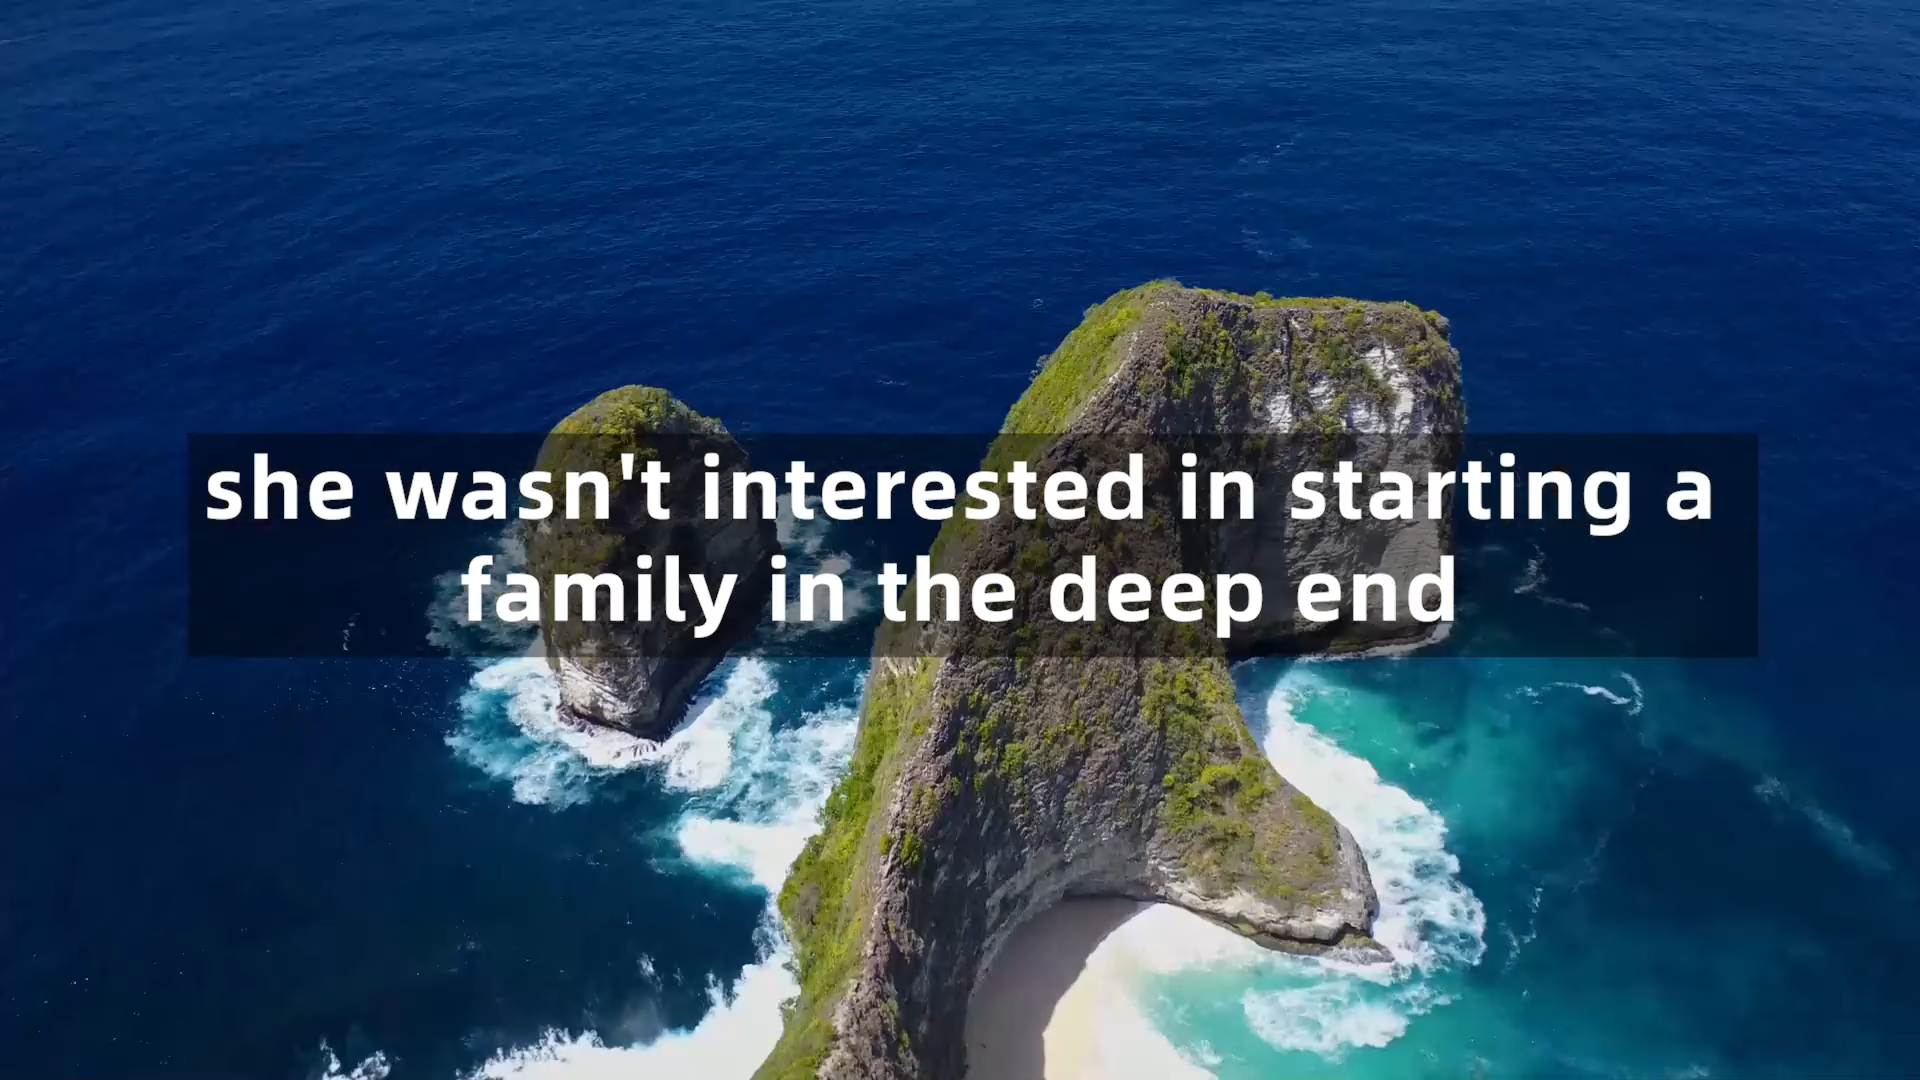 she wasn't interested in starting a
family in the deep end